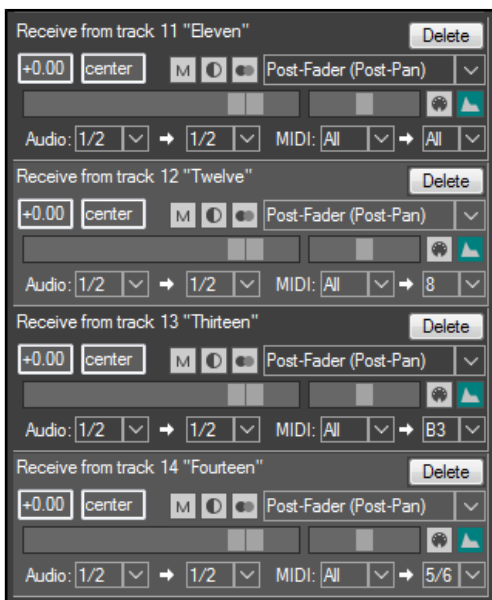 Receive from track 11 "Eleven" Delete
+0.00 center M Post-Fader (Post-Pan)
Audio: 1/2 → 1/2 MIDI: All → All
Receive from track 12 "Twelve" Delete
+0.00 center M Post-Fader (Post-Pan)
Audio: 1/2 → 1/2 MIDI: All → 8
Receive from track 13 "Thirteen" Delete
+0.00 center M Post-Fader (Post-Pan)
Audio: 1/2 → 1/2 MIDI: All → B3
Receive from track 14 "Fourteen" Delete
+0.00 center M Post-Fader (Post-Pan)
Audio: 1/2 → 1/2 MIDI: All → 5/6